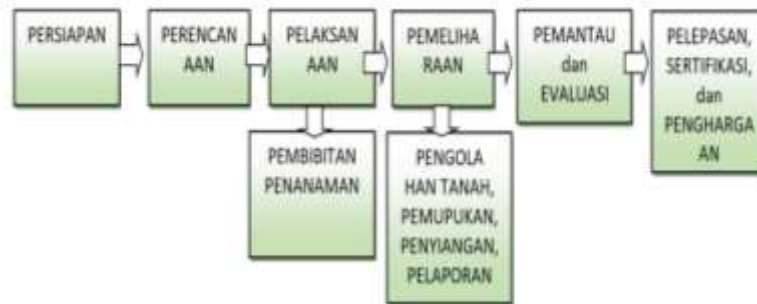 PERSIAPAN
PERENCAN
AAN
PELAKSAN
AAN
PEMELIHA
RAAN
PEMANTAU
dan
EVALUASI
PELEPASAN,
SERTIFIKASI,
dan
PENGHARGA
AN
PEMBIBITAN
PENANAMAN
PENGOLA
HAN TANAH,
PEMUPUKAN,
PENYIANGAN,
PELAPORAN